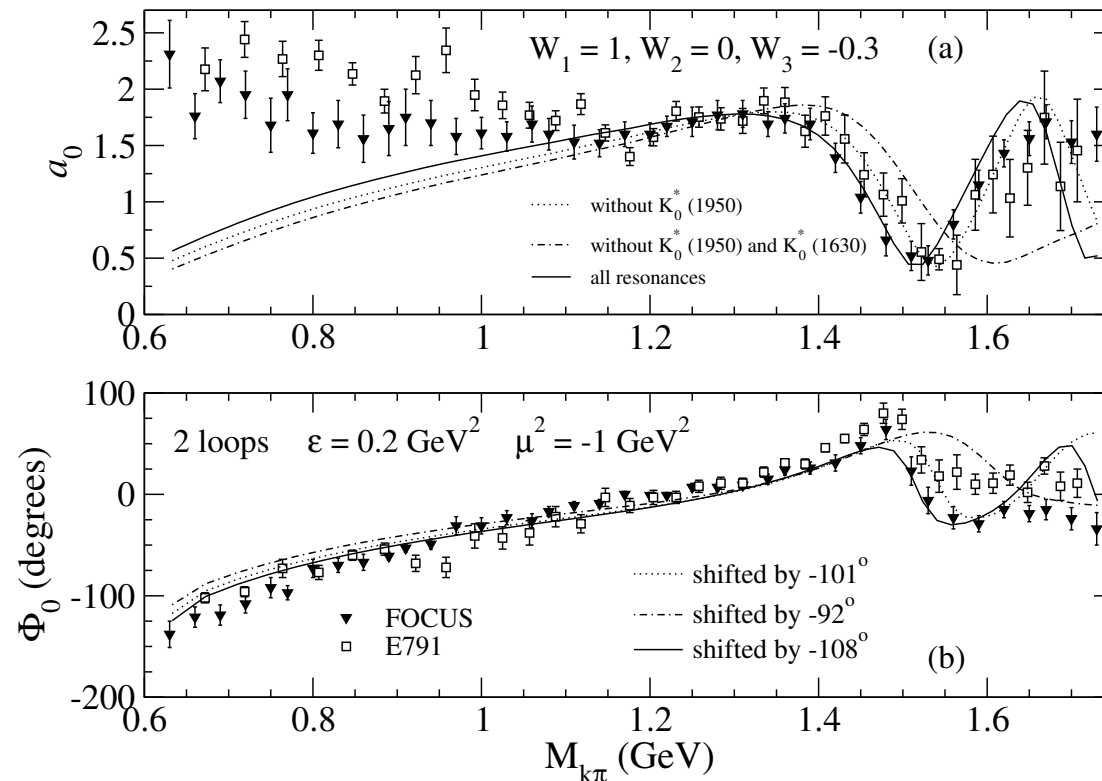 2.5
2
1.5
1
0.5
0
a₀
W₁ = 1, W₂ = 0, W₃ = -0.3
(a)
without K₀* (1950)
without K₀* (1950) and K₀* (1630)
all resonances
0.6 0.8 1 1.2 1.4 1.6
100
0
-100
-200
Φ₀ (degrees)
2 loops ε = 0.2 GeV² μ² = -1 GeV²
FOCUS
E791
shifted by -101°
shifted by -92°
shifted by -108°
(b)
0.6 0.8 1 1.2 1.4 1.6
M_kπ (GeV)